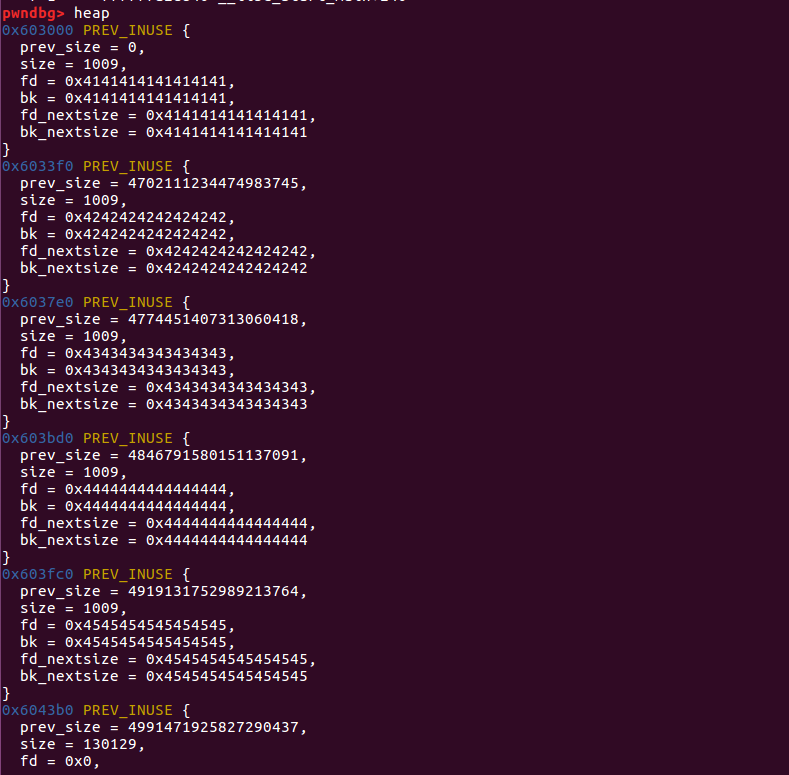 pwndbg> heap
0x603000 PREV_INUSE {
  prev_size = 0,
  size = 1009,
  fd = 0x4141414141414141,
  bk = 0x4141414141414141,
  fd_nextsize = 0x4141414141414141,
  bk_nextsize = 0x4141414141414141
}
0x6033f0 PREV_INUSE {
  prev_size = 4702111234474983745,
  size = 1009,
  fd = 0x4242424242424242,
  bk = 0x4242424242424242,
  fd_nextsize = 0x4242424242424242,
  bk_nextsize = 0x4242424242424242
}
0x6037e0 PREV_INUSE {
  prev_size = 4774451407313060418,
  size = 1009,
  fd = 0x4343434343434343,
  bk = 0x4343434343434343,
  fd_nextsize = 0x4343434343434343,
  bk_nextsize = 0x4343434343434343
}
0x603bd0 PREV_INUSE {
  prev_size = 4846791580151137091,
  size = 1009,
  fd = 0x4444444444444444,
  bk = 0x4444444444444444,
  fd_nextsize = 0x4444444444444444,
  bk_nextsize = 0x4444444444444444
}
0x603fc0 PREV_INUSE {
  prev_size = 4919131752989213764,
  size = 1009,
  fd = 0x4545454545454545,
  bk = 0x4545454545454545,
  fd_nextsize = 0x4545454545454545,
  bk_nextsize = 0x4545454545454545
}
0x6043b0 PREV_INUSE {
  prev_size = 4991471925827290437,
  size = 130129,
  fd = 0x0,